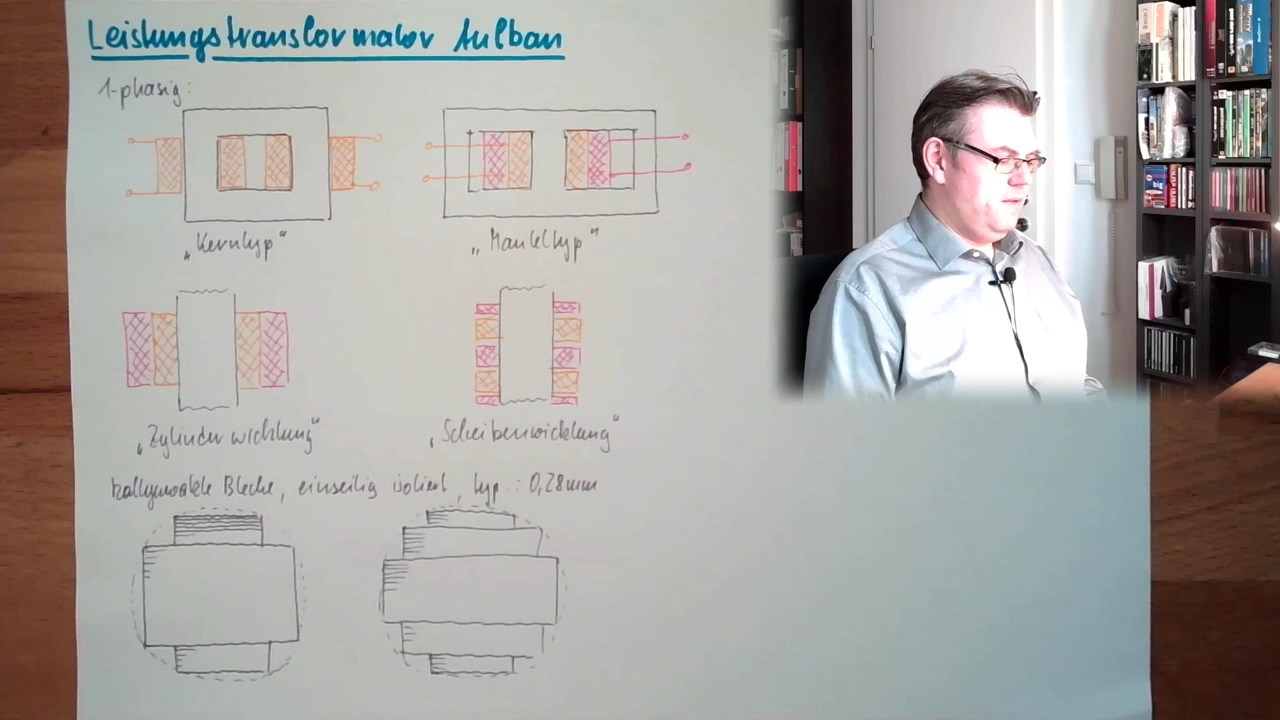 Leistungstransformator Aufbau
1-phasig:
„Kerntyp“
„Manteltyp“
„Zylinderwicklung“
„Scheibenwicklung“
kaltgewalzte Bleche, einseitig isoliert, typ.: 0,28mm